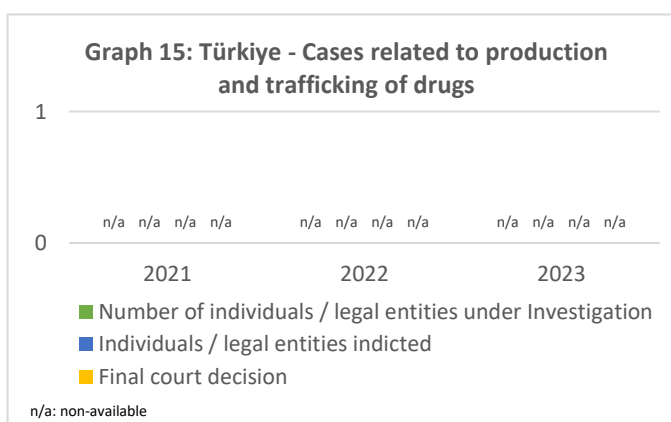 Graph 15: Türkiye - Cases related to production
and trafficking of drugs
1
n/a n/a n/a n/a n/a n/a n/a n/a n/a n/a n/a n/a
0
2021 2022 2023
Number of individuals / legal entities under Investigation
Individuals / legal entities indicted
Final court decision
n/a: non-available